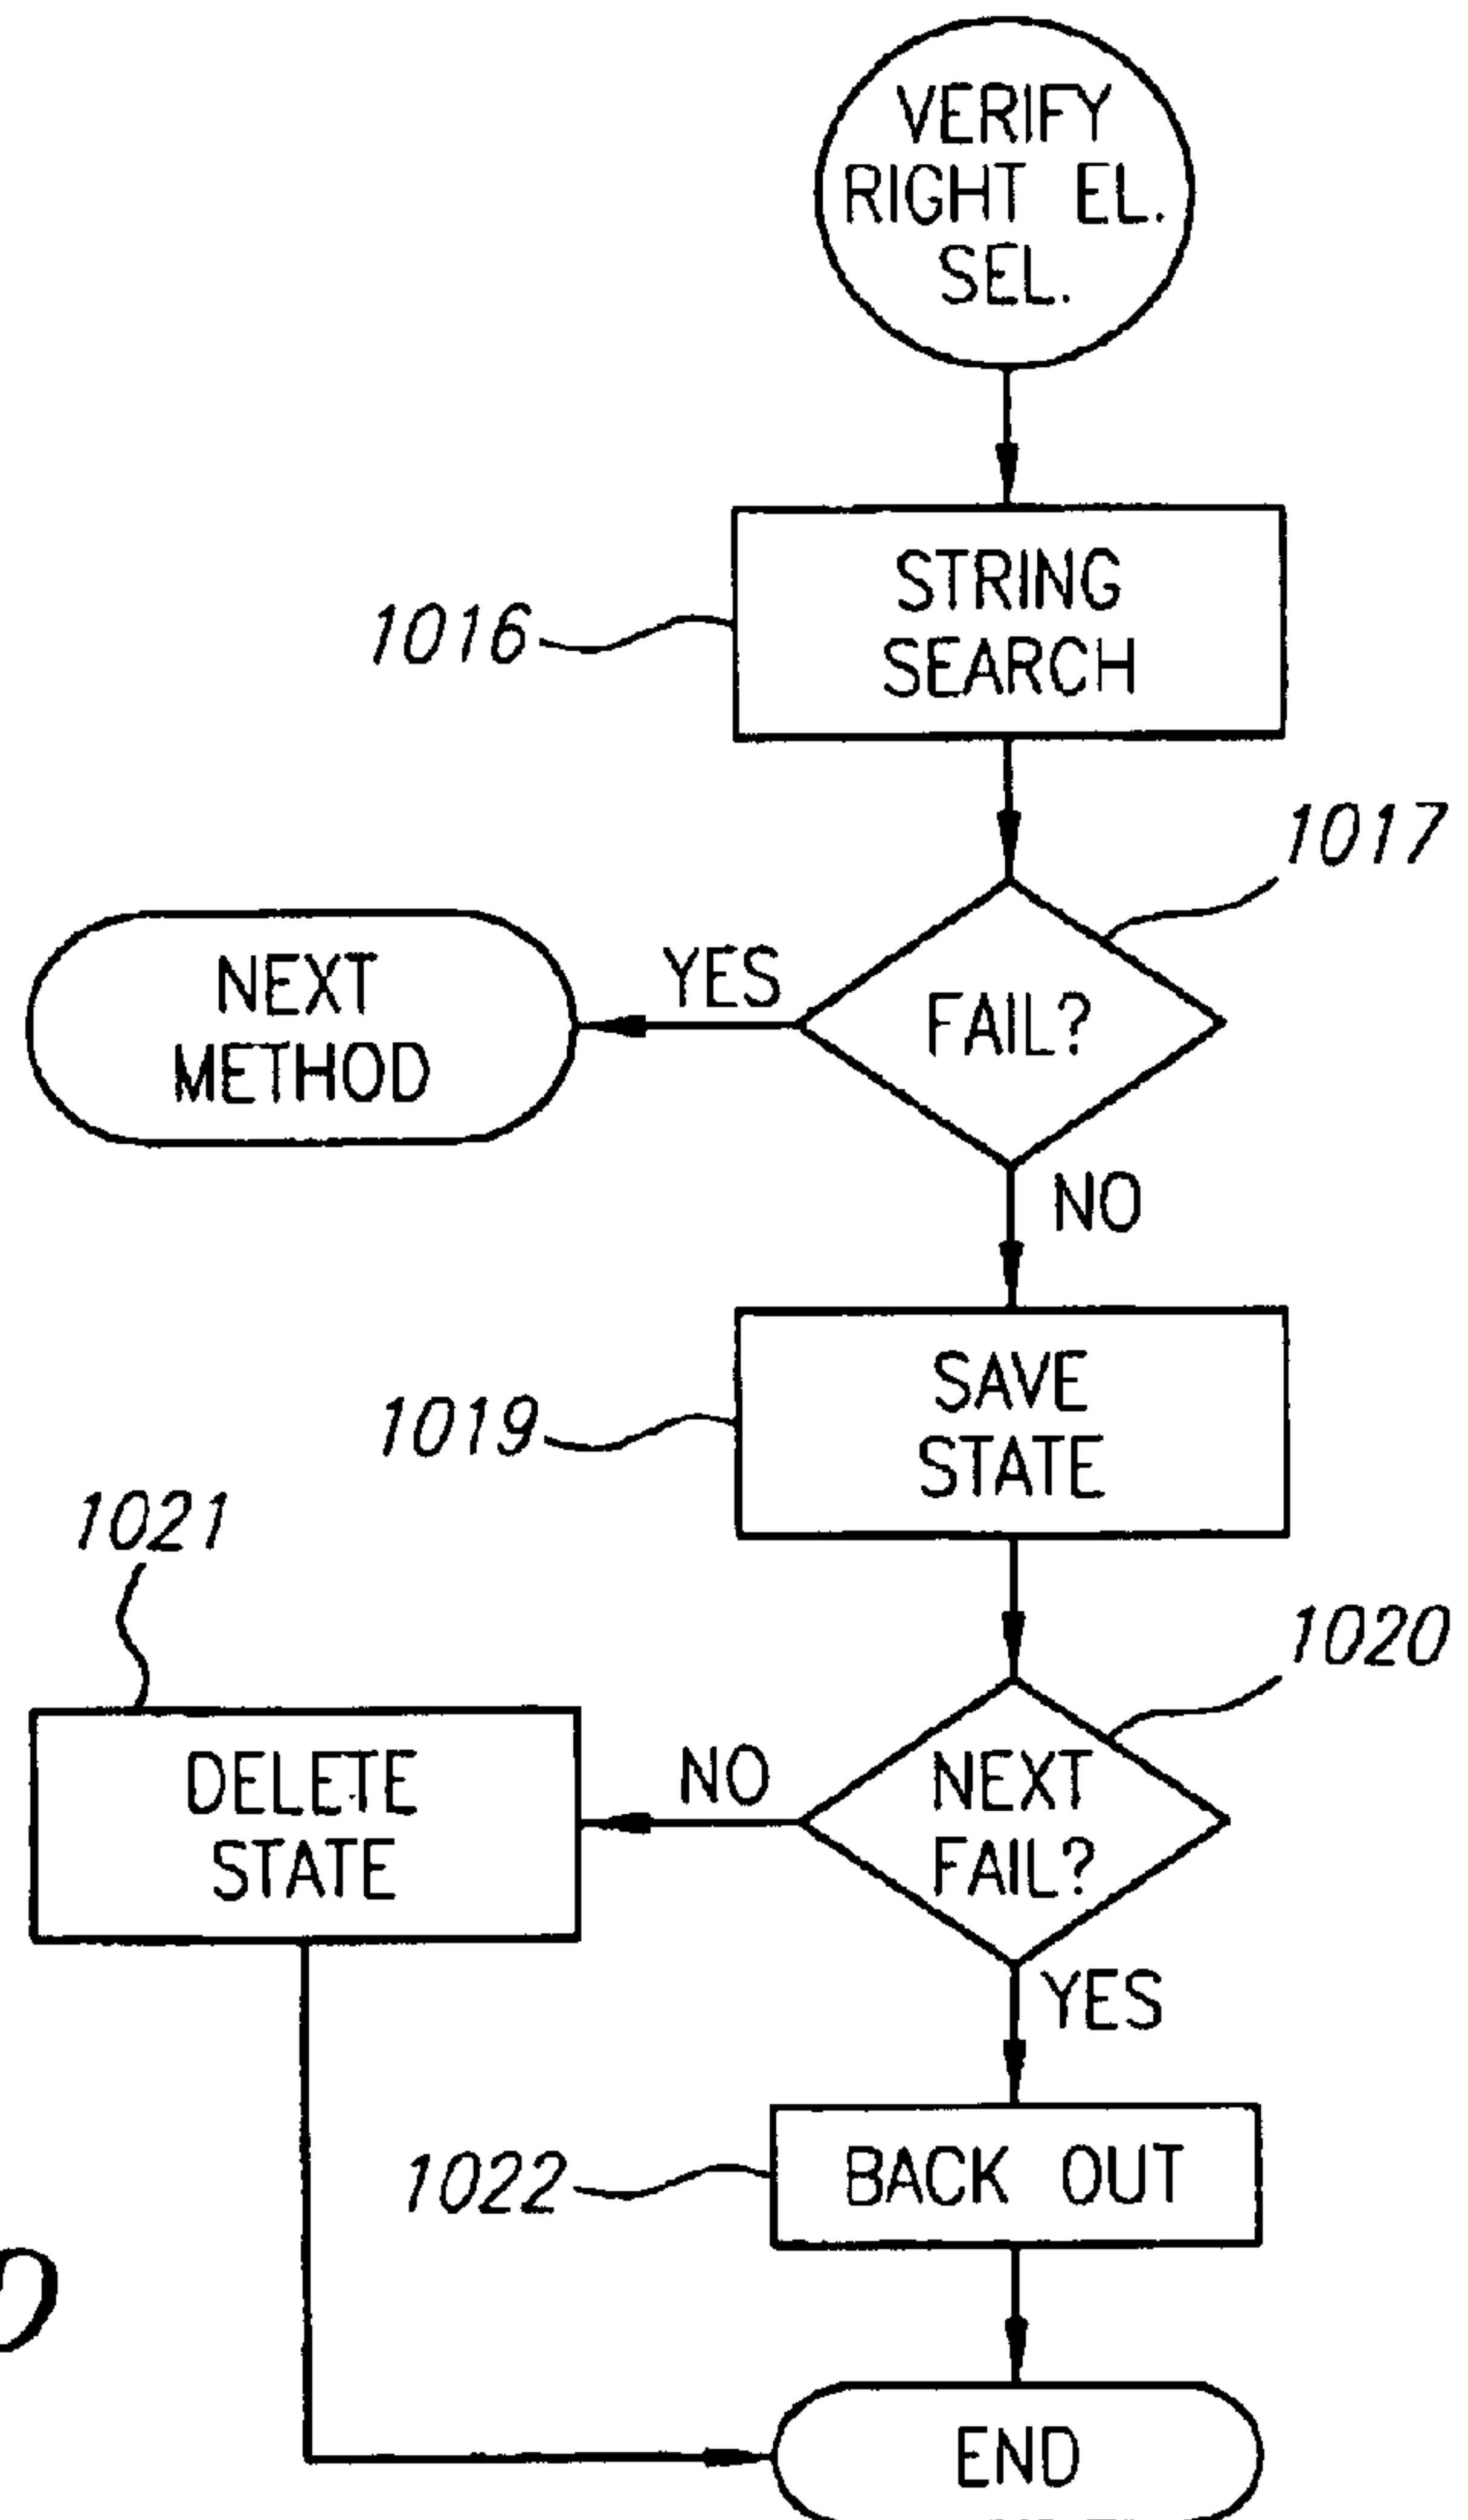 VERIFY
RIGHT EL.
SEL.
STRING
SEARCH
1016
1017
FAIL?
YES
NEXT
METHOD
NO
SAVE
STATE
1019
1021
1020
NEXT
FAIL?
NO
DELETE
STATE
YES
BACK OUT
1022
END